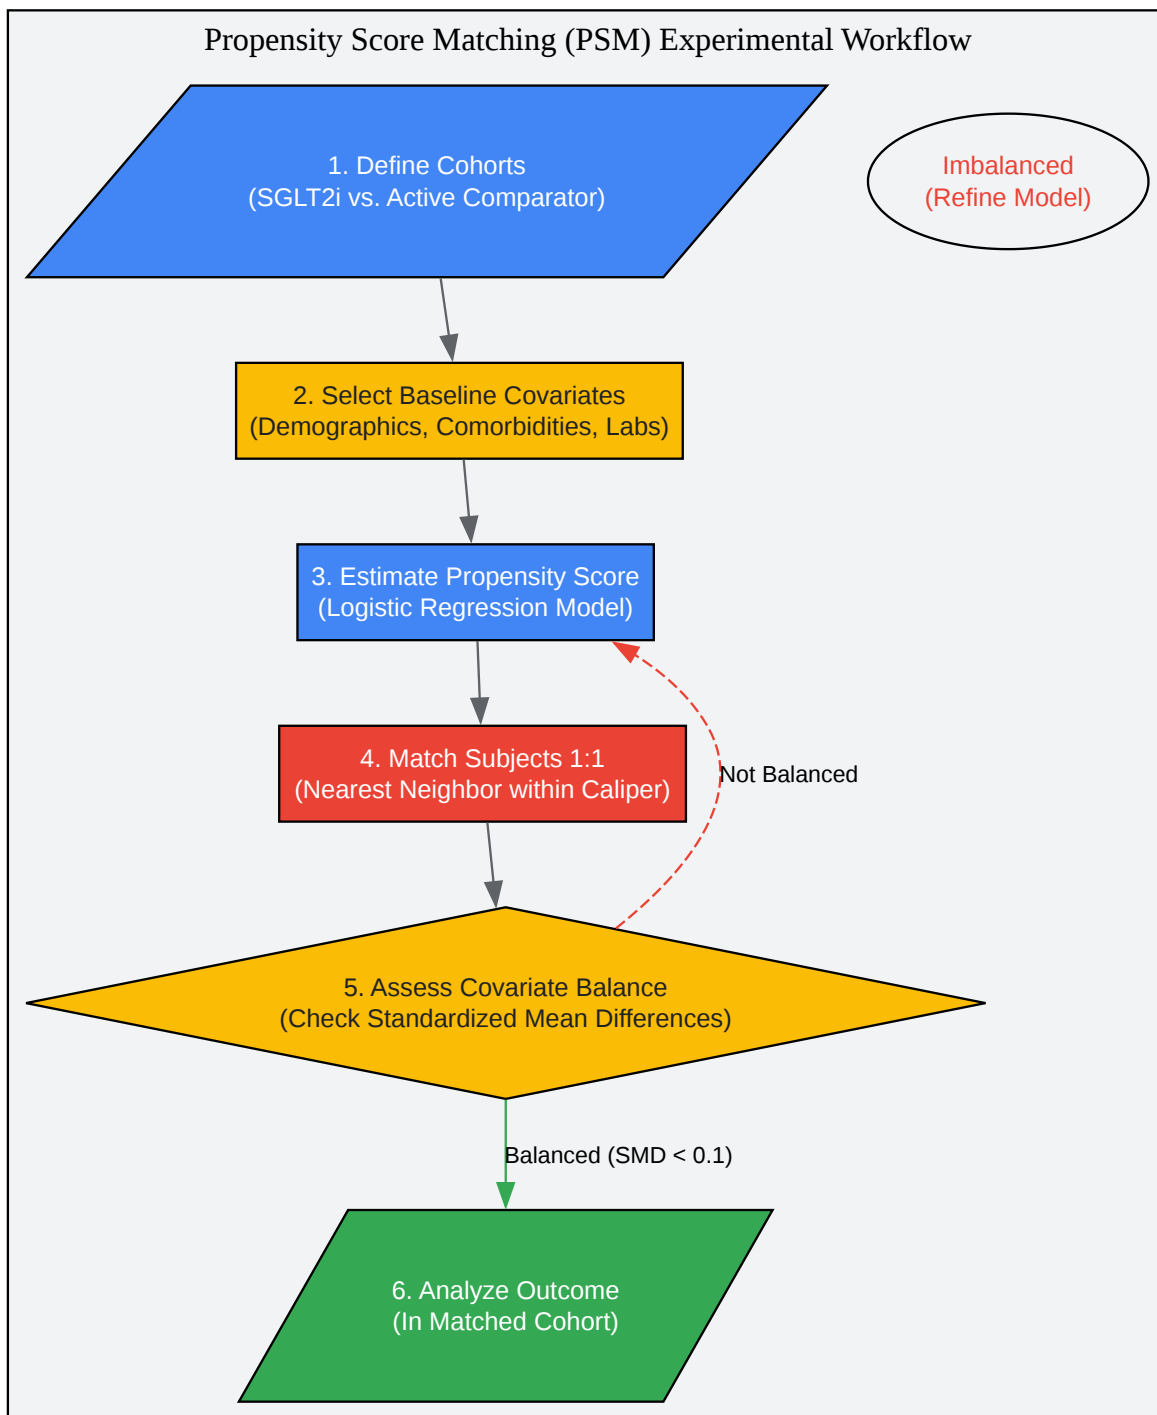 Propensity Score Matching (PSM) Experimental Workflow
1. Define Cohorts
(SGLT2i vs. Active Comparator)
Imbalanced
(Refine Model)
2. Select Baseline Covariates
(Demographics, Comorbidities, Labs)
3. Estimate Propensity Score
(Logistic Regression Model)
4. Match Subjects 1:1
(Nearest Neighbor within Caliper)
Not Balanced
5. Assess Covariate Balance
(Check Standardized Mean Differences)
Balanced (SMD < 0.1)
6. Analyze Outcome
(In Matched Cohort)